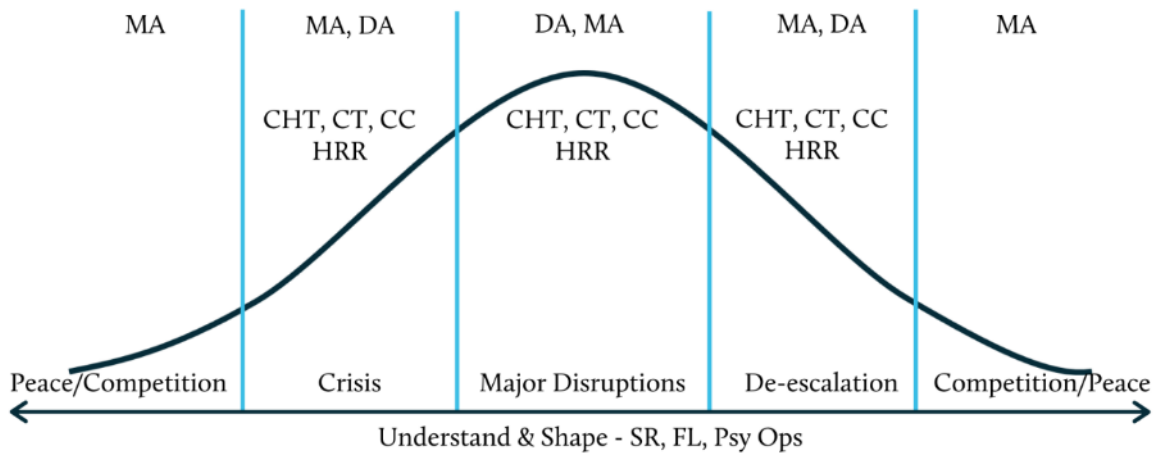 MA
MA, DA
DA, MA
MA, DA
MA
CHT, CT, CC
HRR
CHT, CT, CC
HRR
CHT, CT, CC
HRR
Peace/Competition
Crisis
Major Disruptions
De-escalation
Competition/Peace
Understand & Shape - SR, FL, Psy Ops